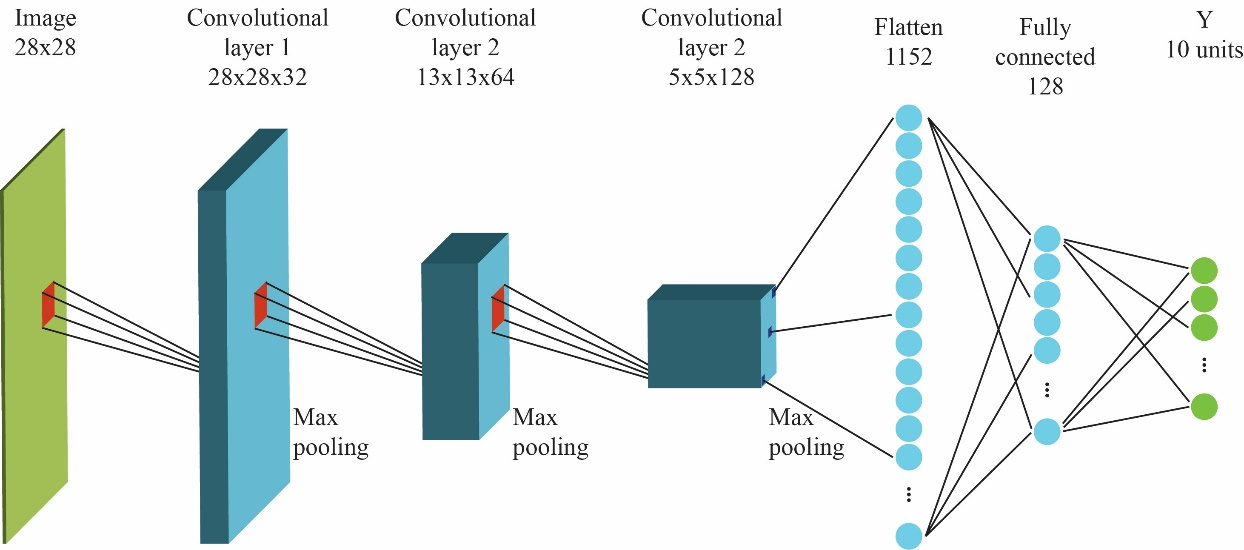 Image
28x28
Convolutional
layer 1
28x28x32
Convolutional
layer 2
13x13x64
Convolutional
layer 2
5x5x128
Flatten
1152
Fully
connected
128
Y
10 units
Max
pooling
Max
pooling
Max
pooling